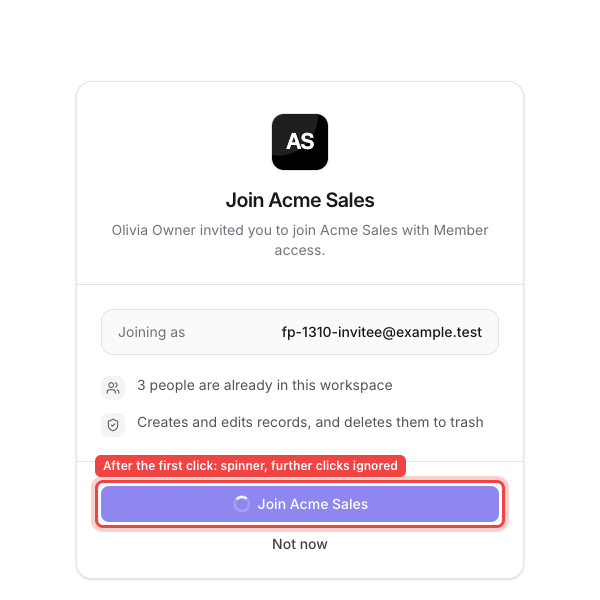 AS
Join Acme Sales
Olivia Owner invited you to join Acme Sales with Member
access.
Joining as fp-1310-invitee@example.test
3 people are already in this workspace
Creates and edits records, and deletes them to trash
After the first click: spinner, further clicks ignored
Join Acme Sales
Not now